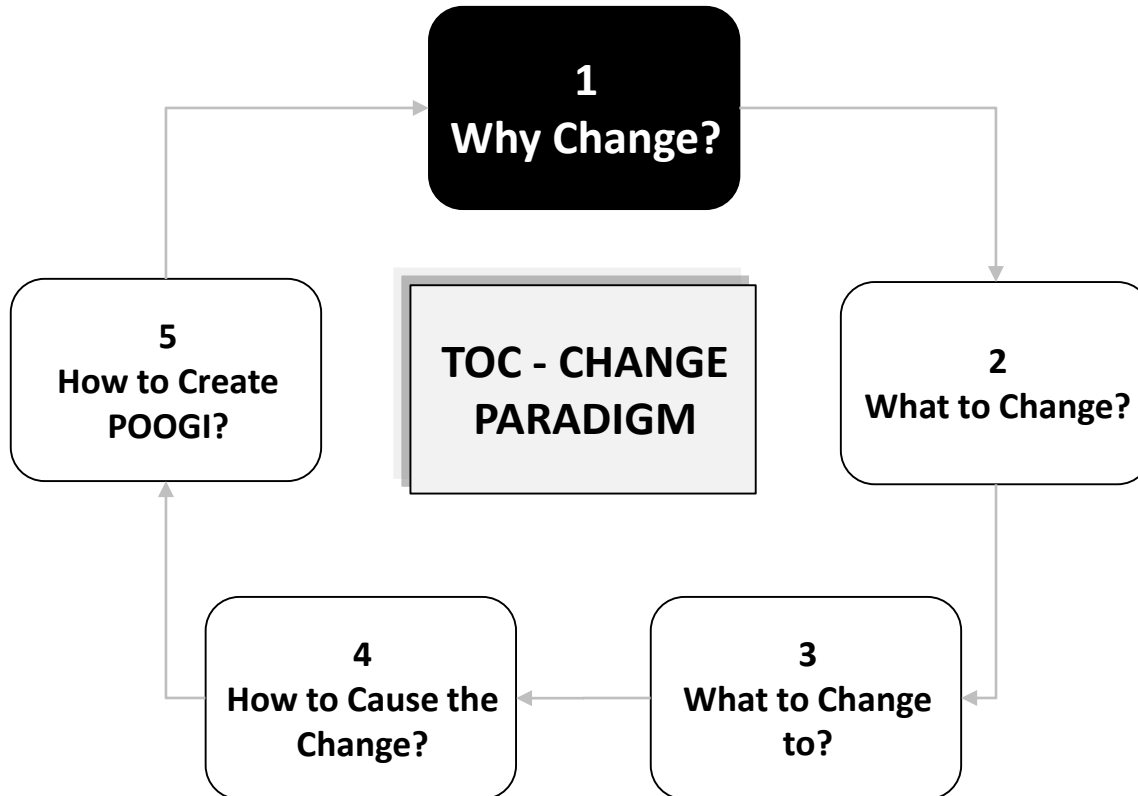 1
Why Change?
TOC - CHANGE
PARADIGM
2
What to Change?
3
What to Change
to?
4
How to Cause the
Change?
5
How to Create
POOGI?